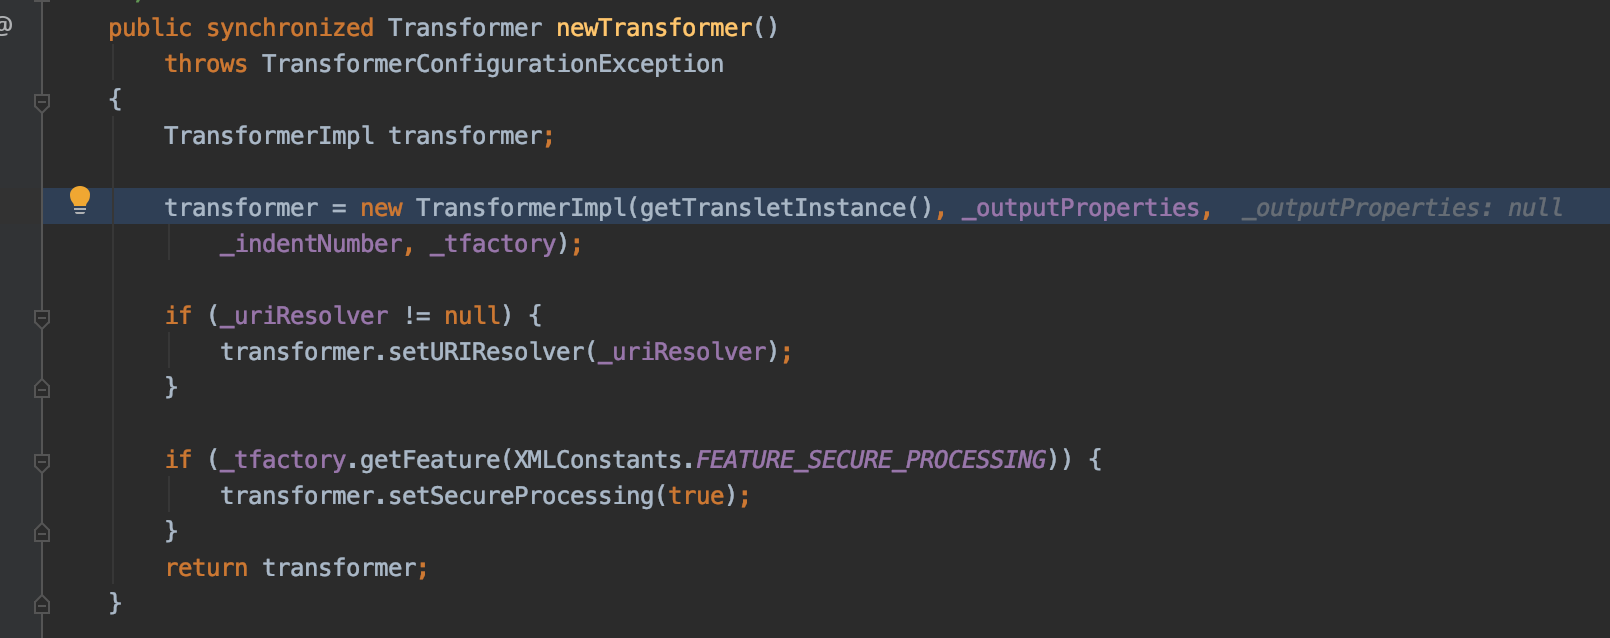 @
public synchronized Transformer newTransformer()
throws TransformerConfigurationException
{
TransformerImpl transformer;
transformer = new TransformerImpl(getTransletInstance(), _outputProperties, _outputProperties: null
_indentNumber, _tfactory);
if (_uriResolver != null) {
transformer.setURIResolver(_uriResolver);
}
if (_tfactory.getFeature(XMLConstants.FEATURE_SECURE_PROCESSING)) {
transformer.setSecureProcessing(true);
}
return transformer;
}